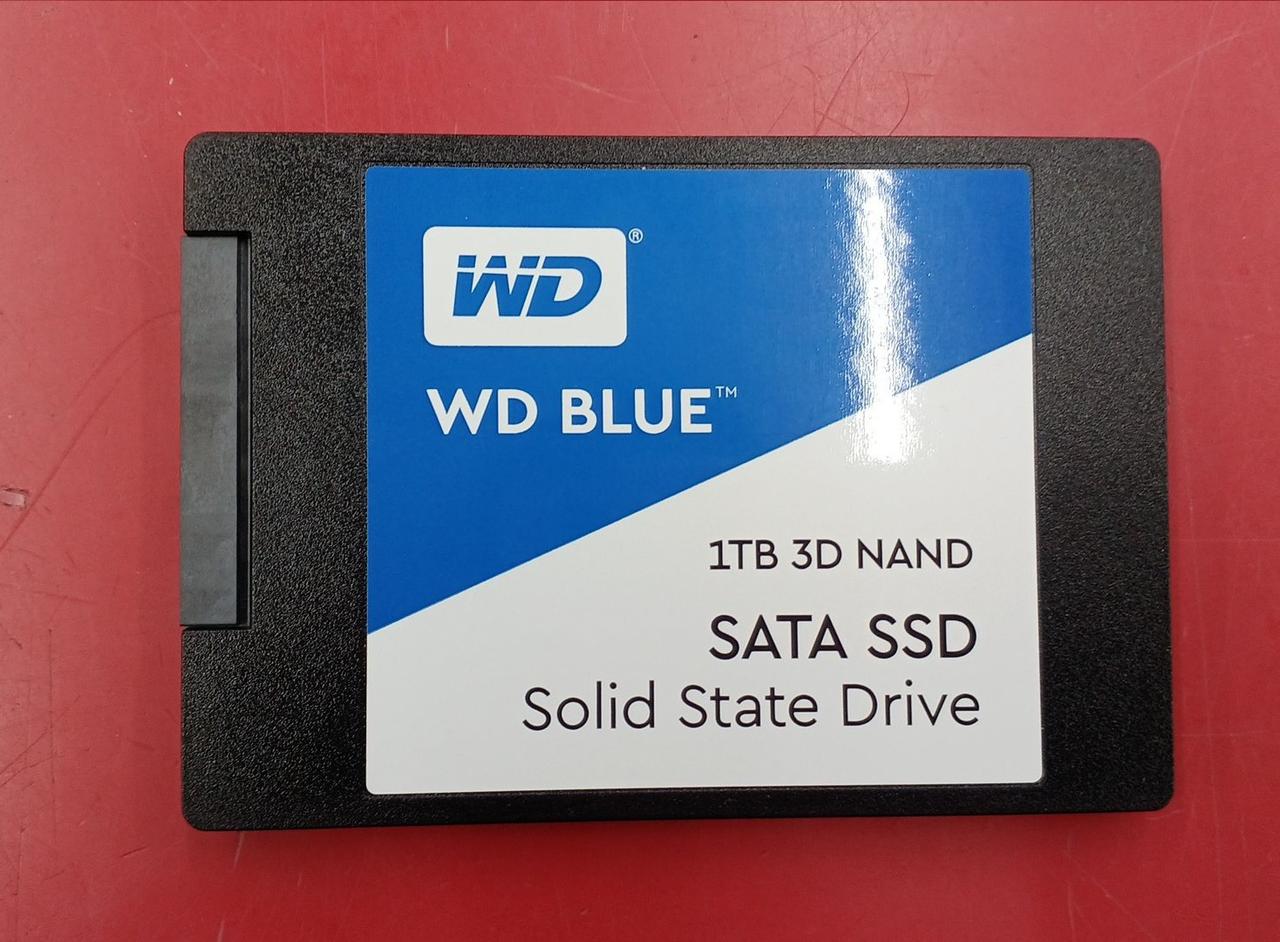 WD®
WD BLUE™
1TB 3D NAND
SATA SSD
Solid State Drive